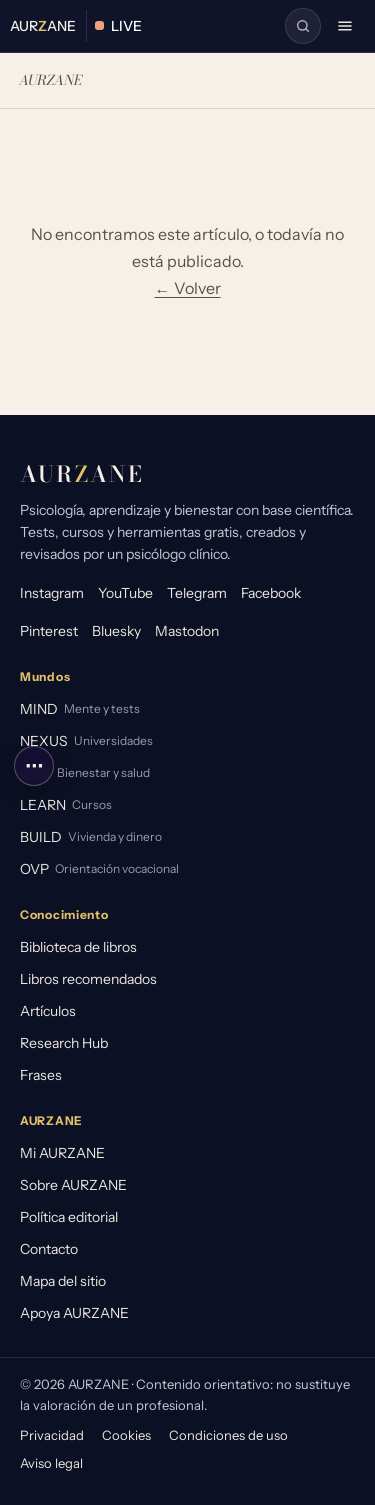 AURZANE
LIVE
AURZANE
No encontramos este artículo, o todavía no
está publicado.
← Volver
AURZANE
Psicología, aprendizaje y bienestar con base científica.
Tests, cursos y herramientas gratis, creados y
revisados por un psicólogo clínico.
Instagram YouTube Telegram Facebook
Pinterest Bluesky Mastodon
Mundos
MIND Mente y tests
NEXUS Universidades
Bienestar y salud
LEARN Cursos
BUILD Vivienda y dinero
OVP Orientación vocacional
Conocimiento
Biblioteca de libros
Libros recomendados
Artículos
Research Hub
Frases
AURZANE
Mi AURZANE
Sobre AURZANE
Política editorial
Contacto
Mapa del sitio
Apoya AURZANE
© 2026 AURZANE · Contenido orientativo: no sustituye
la valoración de un profesional.
Privacidad Cookies Condiciones de uso
Aviso legal